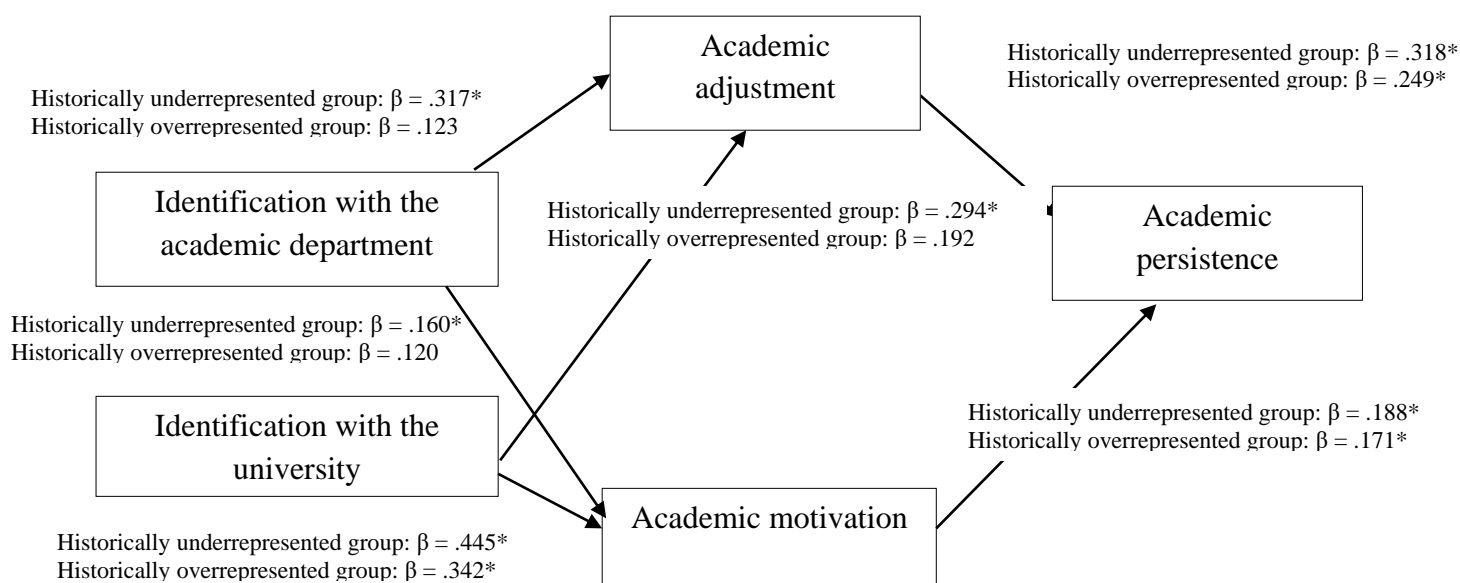 Academic
adjustment
Historically underrepresented group: β = .318*
Historically overrepresented group: β = .249*
Historically underrepresented group: β = .317*
Historically overrepresented group: β = .123
Identification with the
academic department
Historically underrepresented group: β = .294*
Historically overrepresented group: β = .192
Academic
persistence
Historically underrepresented group: β = .160*
Historically overrepresented group: β = .120
Identification with the
university
Historically underrepresented group: β = .188*
Historically overrepresented group: β = .171*
Academic motivation
Historically underrepresented group: β = .445*
Historically overrepresented group: β = .342*